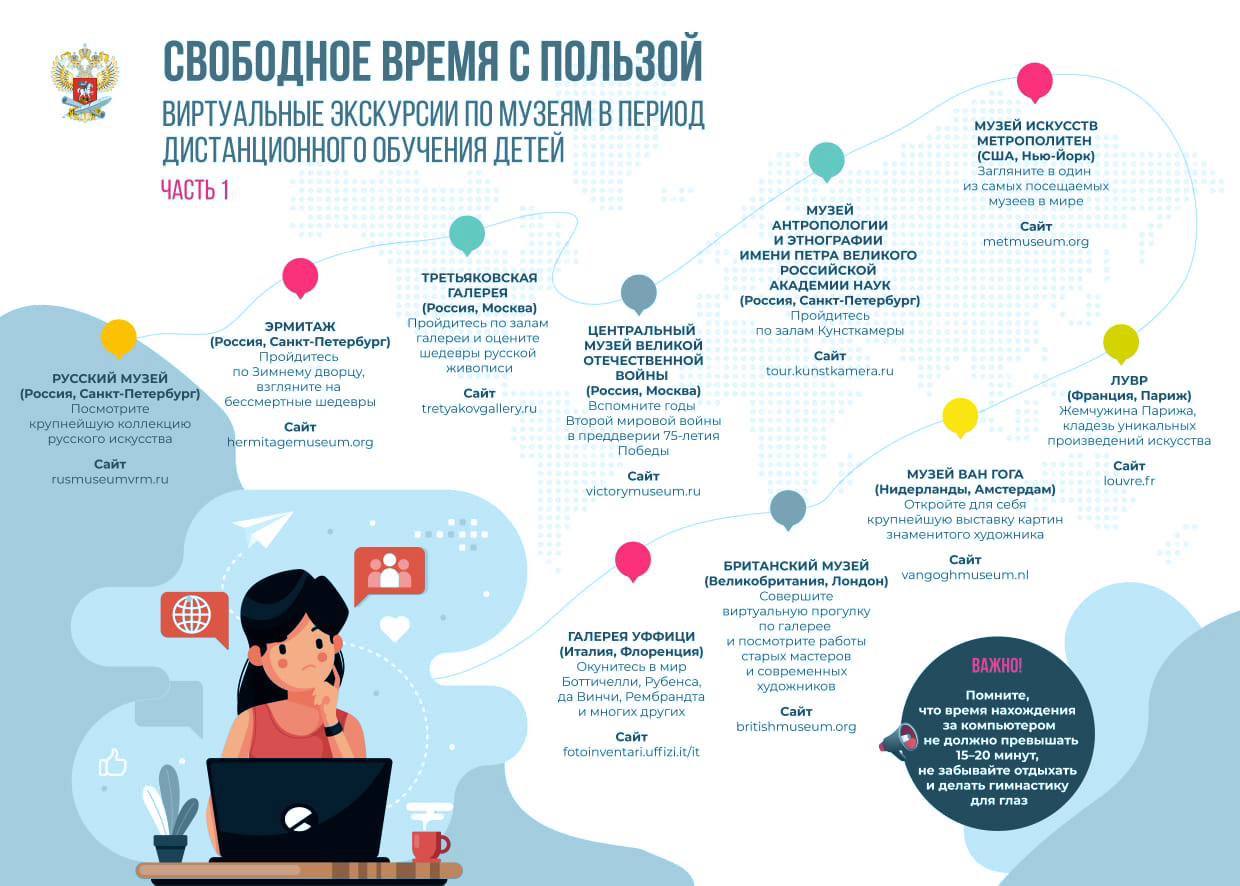 СВОБОДНОЕ ВРЕМЯ С ПОЛЬЗОЙ
ВИРТУАЛЬНЫЕ ЭКСКУРСИИ ПО МУЗЕЯМ В ПЕРИОД
ДИСТАНЦИОННОГО ОБУЧЕНИЯ ДЕТЕЙ
ЧАСТЬ 1
РУССКИЙ МУЗЕЙ
(Россия, Санкт-Петербург)
Посмотрите
крупнейшую коллекцию
русского искусства
Сайт
rusmuseumvrm.ru
ЭРМИТАЖ
(Россия, Санкт-Петербург)
Пройдитесь
по Зимнему дворцу,
взгляните на
бессмертные шедевры
Сайт
hermitagemuseum.org
ТРЕТЬЯКОВСКАЯ
ГАЛЕРЕЯ
(Россия, Москва)
Пройдитесь по залам
галереи и оцените
шедевры русской
живописи
Сайт
tretyakovgallery.ru
ЦЕНТРАЛЬНЫЙ
МУЗЕЙ ВЕЛИКОЙ
ОТЕЧЕСТВЕННОЙ
ВОЙНЫ
(Россия, Москва)
Вспомните годы
Второй мировой войны
в преддверии 75-летия
Победы
Сайт
victorymuseum.ru
МУЗЕЙ
АНТРОПОЛОГИИ
И ЭТНОГРАФИИ
ИМЕНИ ПЕТРА ВЕЛИКОГО
РОССИЙСКОЙ
АКАДЕМИИ НАУК
(Россия, Санкт-Петербург)
Пройдитесь
по залам Кунсткамеры
Сайт
tour.kunstkamera.ru
МУЗЕЙ ИСКУССТВ
МЕТРОПОЛИТЕН
(США, Нью-Йорк)
Загляните в один
из самых посещаемых
музеев в мире
Сайт
metmuseum.org
ЛУВР
(Франция, Париж)
Жемчужина Парижа,
кладезь уникальных
произведений искусства
Сайт
louvre.fr
МУЗЕЙ ВАН ГОГА
(Нидерланды, Амстердам)
Откройте для себя
крупнейшую выставку картин
знаменитого художника
Сайт
vangoghmuseum.nl
БРИТАНСКИЙ МУЗЕЙ
(Великобритания, Лондон)
Совершите
виртуальную прогулку
по галерее
и посмотрите работы
старых мастеров
и современных
художников
Сайт
britishmuseum.org
ГАЛЕРЕЯ УФФИЦИ
(Италия, Флоренция)
Окунитесь в мир
Боттичелли, Рубенса,
да Винчи, Рембрандта
и многих других
Сайт
fotoinventari.uffizi.it/it
ВАЖНО!
Помните,
что время нахождения
за компьютером
не должно превышать
15–20 минут,
не забывайте отдыхать
и делать гимнастику
для глаз